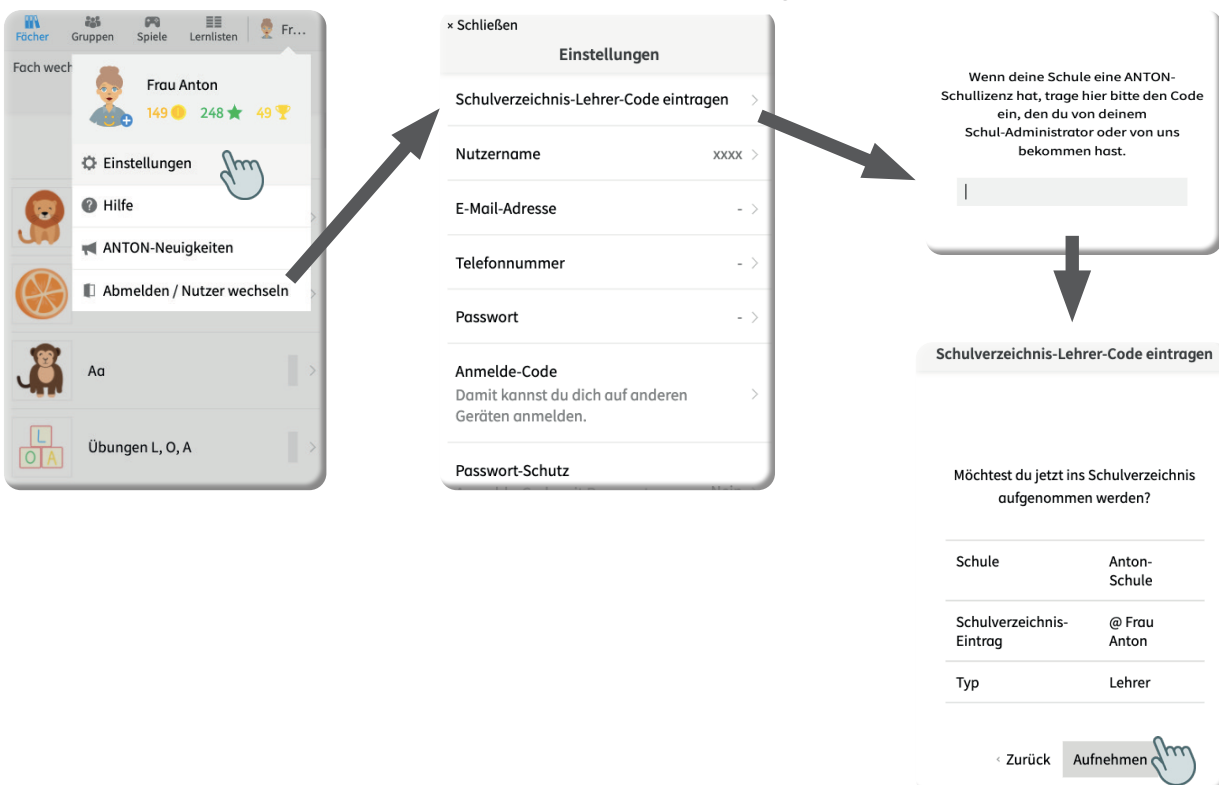 Fächer
Gruppen
Spiele
Lernlisten
Fr...
Fach wech
Frau Anton
149
248
49
Einstellungen
Hilfe
ANTON-Neuigkeiten
Abmelden / Nutzer wechseln
Aa
L
O A
Übungen L, O, A
× Schließen
Einstellungen
Schulverzeichnis-Lehrer-Code eintragen
Nutzername xxxx
E-Mail-Adresse -
Telefonnummer -
Passwort -
Anmelde-Code
Damit kannst du dich auf anderen
Geräten anmelden.
Passwort-Schutz
Wenn deine Schule eine ANTON-
Schullizenz hat, trage hier bitte den Code
ein, den du von deinem
Schul-Administrator oder von uns
bekommen hast.
Schulverzeichnis-Lehrer-Code eintragen
Möchtest du jetzt ins Schulverzeichnis
aufgenommen werden?
Schule Anton-
Schule
Schulverzeichnis- @ Frau
Eintrag Anton
Typ Lehrer
‹ Zurück Aufnehmen